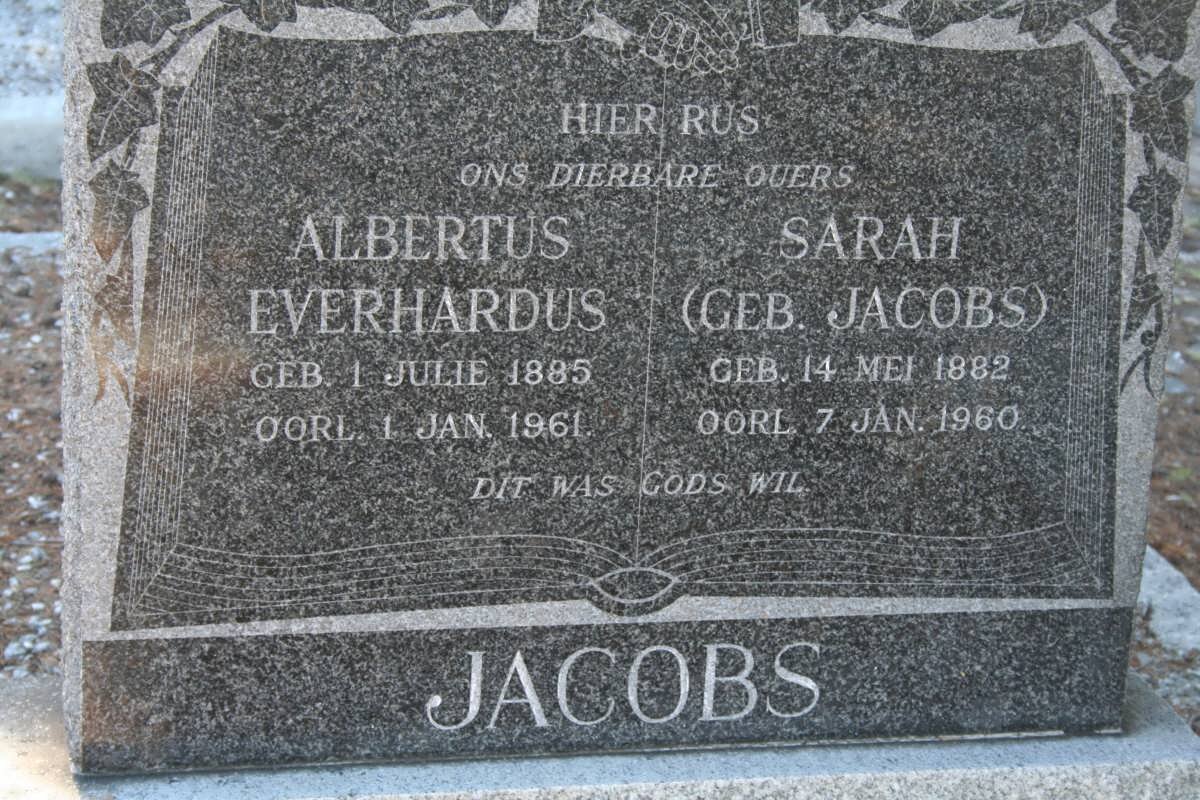 HIER RUS
ONS DIERBARE OUERS
ALBERTUS
EVERHARDUS
GEB. 1 JULIE 1885
OORL. 1 JAN. 1961.
SARAH
(GEB. JACOBS)
GEB. 14 MEI 1882
OORL. 7 JAN. 1960.
DIT WAS GODS WIL.
JACOBS